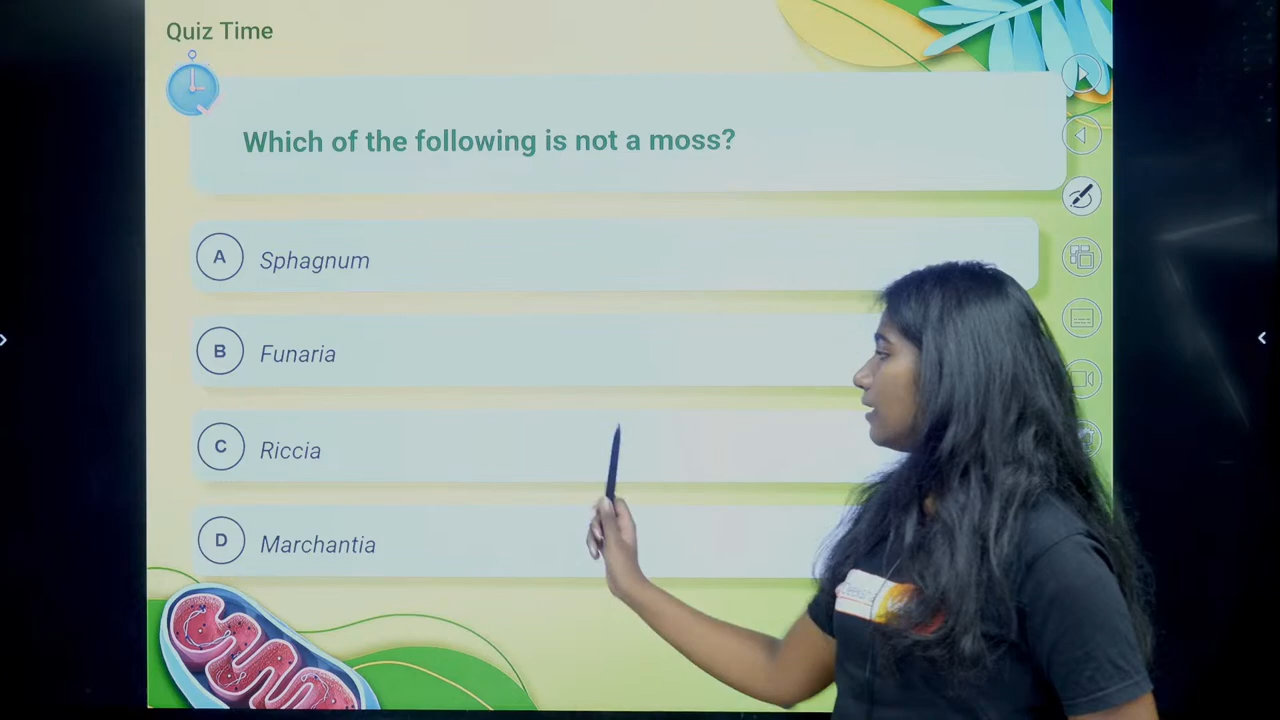 Quiz Time
Which of the following is not a moss?
A Sphagnum
B Funaria
C Riccia
D Marchantia